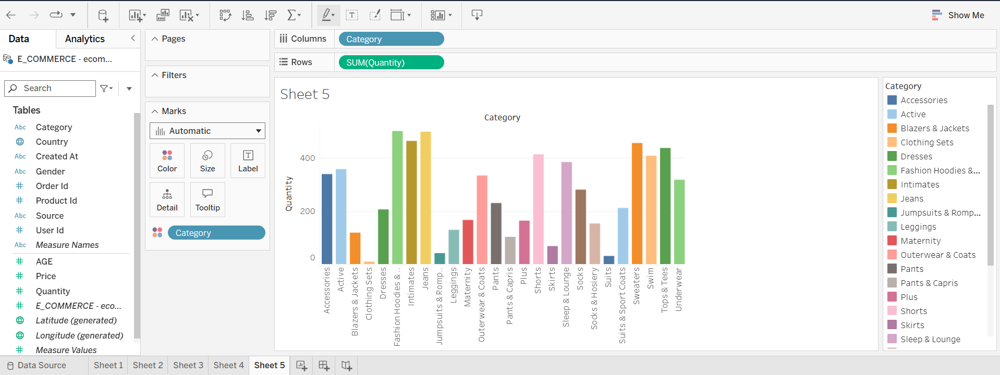 Show Me
Data
Analytics
E_COMMERCE - ecom...
Search
Tables
Abc Category
Country
Abc Created At
Abc Gender
# Order Id
# Product Id
Abc Source
# User Id
Abc Measure Names
# AGE
# Price
# Quantity
# E_COMMERCE - eco...
Latitude (generated)
Longitude (generated)
# Measure Values
Pages
Filters
Marks
Automatic
Color
Size
Label
Detail
Tooltip
Category
Columns
Category
Rows
SUM(Quantity)
Sheet 5
Category
Quantity
400
200
0
Accessories
Active
Blazers & Jackets
Clothing Sets
Dresses
Fashion Hoodies & ..
Intimates
Jeans
Jumpsuits & Romp..
Leggings
Maternity
Outerwear & Coats
Pants
Pants & Capris
Plus
Shorts
Skirts
Sleep & Lounge
Socks
Socks & Hosiery
Suits
Suits & Sport Coats
Sweaters
Swim
Tops & Tees
Underwear
Category
Accessories
Active
Blazers & Jackets
Clothing Sets
Dresses
Fashion Hoodies &...
Intimates
Jeans
Jumpsuits & Romp...
Leggings
Maternity
Outerwear & Coats
Pants
Pants & Capris
Plus
Shorts
Skirts
Sleep & Lounge
Data Source
Sheet 1
Sheet 2
Sheet 3
Sheet 4
Sheet 5